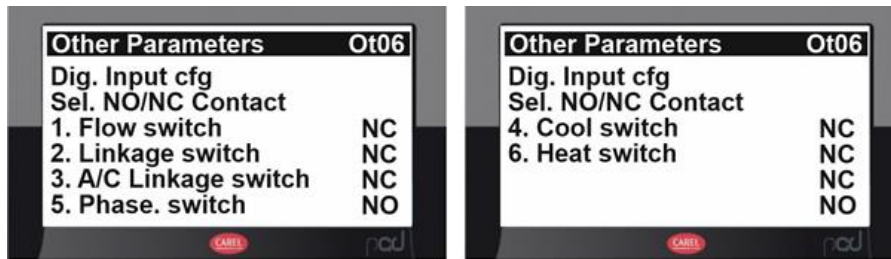 Other Parameters Ot06
Dig. Input cfg
Sel. NO/NC Contact
1. Flow switch NC
2. Linkage switch NC
3. A/C Linkage switch NC
5. Phase. switch NO
CAREL
pGD
Other Parameters Ot06
Dig. Input cfg
Sel. NO/NC Contact
4. Cool switch NC
6. Heat switch NC
NC
NO
CAREL
pGD